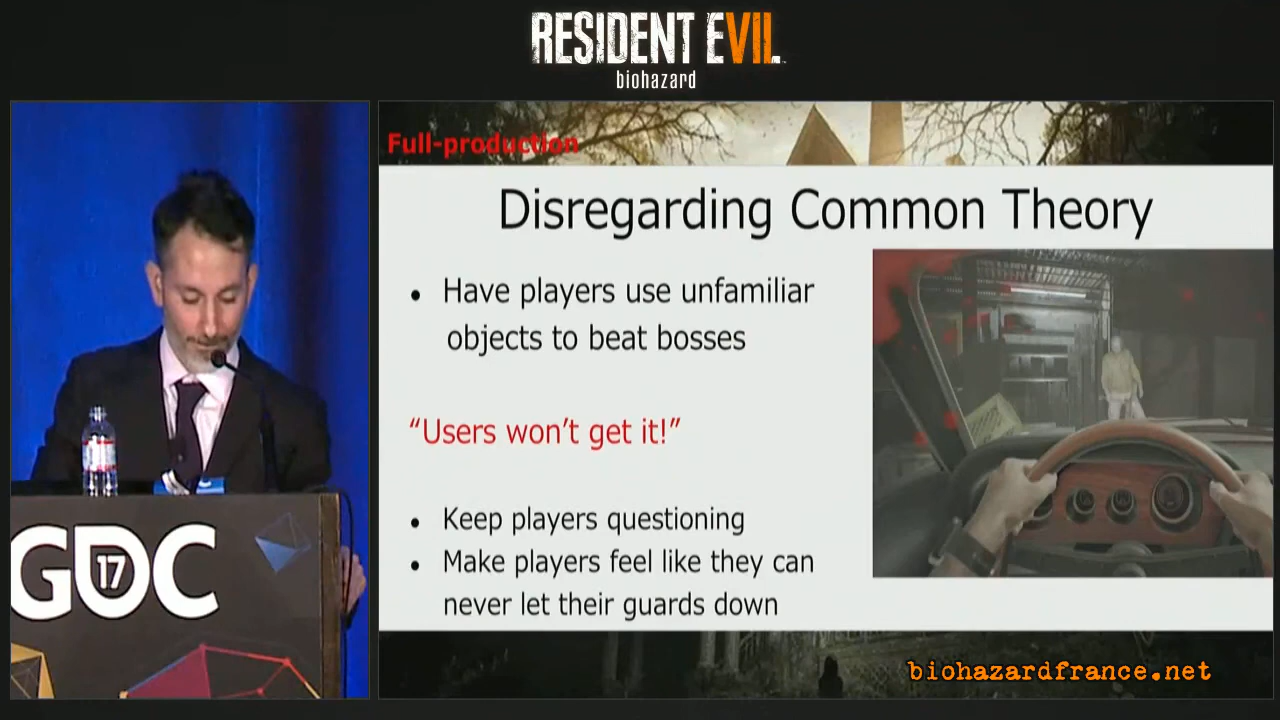 RESIDENT EVII.
biohazard
Full-production
Disregarding Common Theory
• Have players use unfamiliar
objects to beat bosses
“Users won’t get it!”
• Keep players questioning
• Make players feel like they can
never let their guards down
GDC
17
biohazardfrance.net